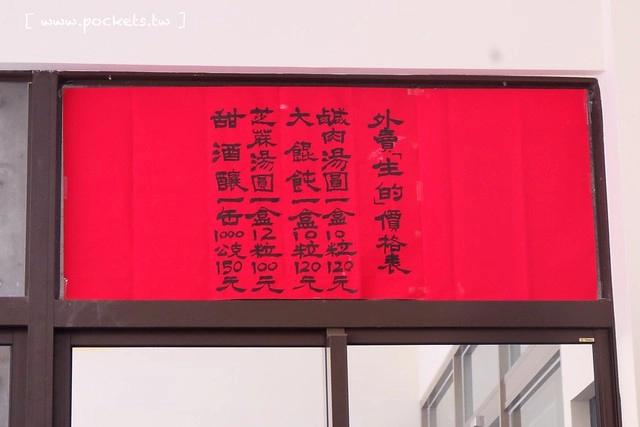 [ www.pockets.tw ]
外賣「生的」價格表
鹹肉湯圓一盒10粒120元
大餛飩一盒10粒120元
芝蔴湯圓一盒12粒100元
甜酒釀一缶1000公克150元